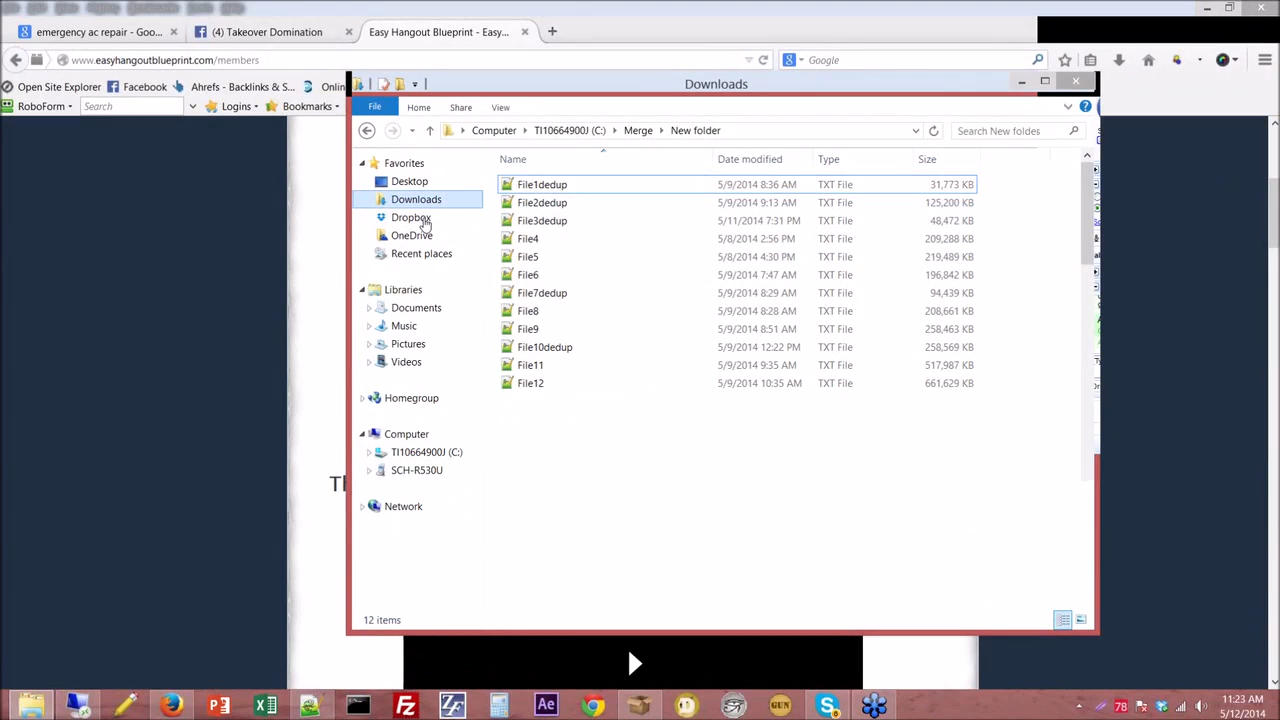 emergency ac repair - Goo...
(4) Takeover Domination
Easy Hangout Blueprint - Easy...
www.easyhangoutblueprint.com/members
Google
Open Site Explorer
Facebook
Ahrefs - Backlinks & S...
Onlin
RoboForm
Search
Logins
Bookmarks
Downloads
File
Home
Share
View
Computer
TI10664900J (C:)
Merge
New folder
Search New folder
Favorites
Desktop
Downloads
Dropbox
OneDrive
Recent places
Libraries
Documents
Music
Pictures
Videos
Homegroup
Computer
TI10664900J (C:)
SCH-R530U
Network
Name Date modified Type Size
File1dedup 5/9/2014 8:36 AM TXT File 31,773 KB
File2dedup 5/9/2014 9:13 AM TXT File 125,200 KB
File3dedup 5/11/2014 7:31 PM TXT File 48,472 KB
File4 5/8/2014 2:56 PM TXT File 209,288 KB
File5 5/8/2014 4:30 PM TXT File 219,489 KB
File6 5/9/2014 7:47 AM TXT File 196,842 KB
File7dedup 5/9/2014 8:29 AM TXT File 94,439 KB
File8 5/9/2014 8:28 AM TXT File 208,661 KB
File9 5/9/2014 8:51 AM TXT File 258,463 KB
File10dedup 5/9/2014 12:22 PM TXT File 258,569 KB
File11 5/9/2014 9:35 AM TXT File 517,987 KB
File12 5/9/2014 10:35 AM TXT File 661,629 KB
Th
12 items
Ae
GUN
78
11:23 AM
5/12/2014